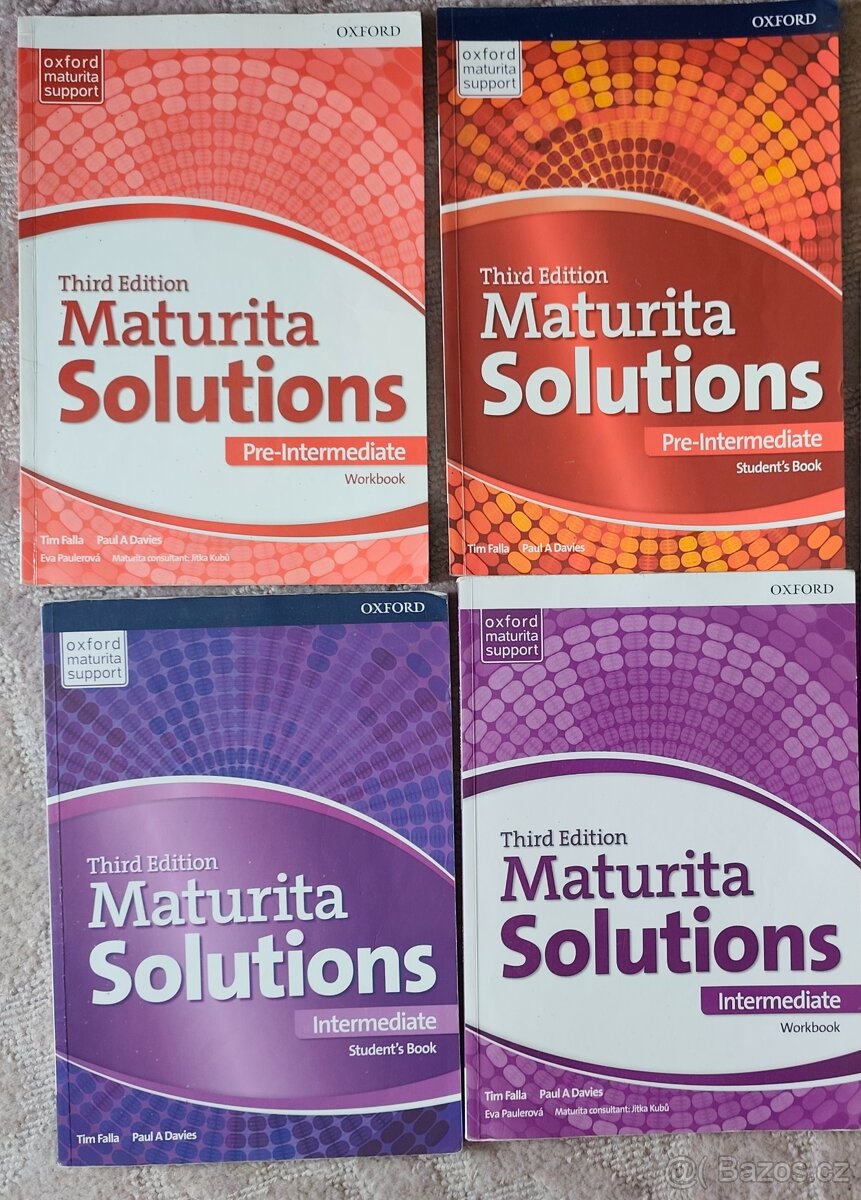 OXFORD
oxford
maturita
support
Third Edition
Maturita
Solutions
Pre-Intermediate
Workbook
Tim Falla Paul A Davies
Eva Paulerová Maturita consultant: Jitka Kubů
OXFORD
oxford
maturita
support
Third Edition
Maturita
Solutions
Pre-Intermediate
Student's Book
Tim Falla Paul A Davies
OXFORD
oxford
maturita
support
Third Edition
Maturita
Solutions
Intermediate
Student's Book
Tim Falla Paul A Davies
OXFORD
oxford
maturita
support
Third Edition
Maturita
Solutions
Intermediate
Workbook
Tim Falla Paul A Davies
Eva Paulerová Maturita consultant: Jitka Kubů
@( Bazos.cz